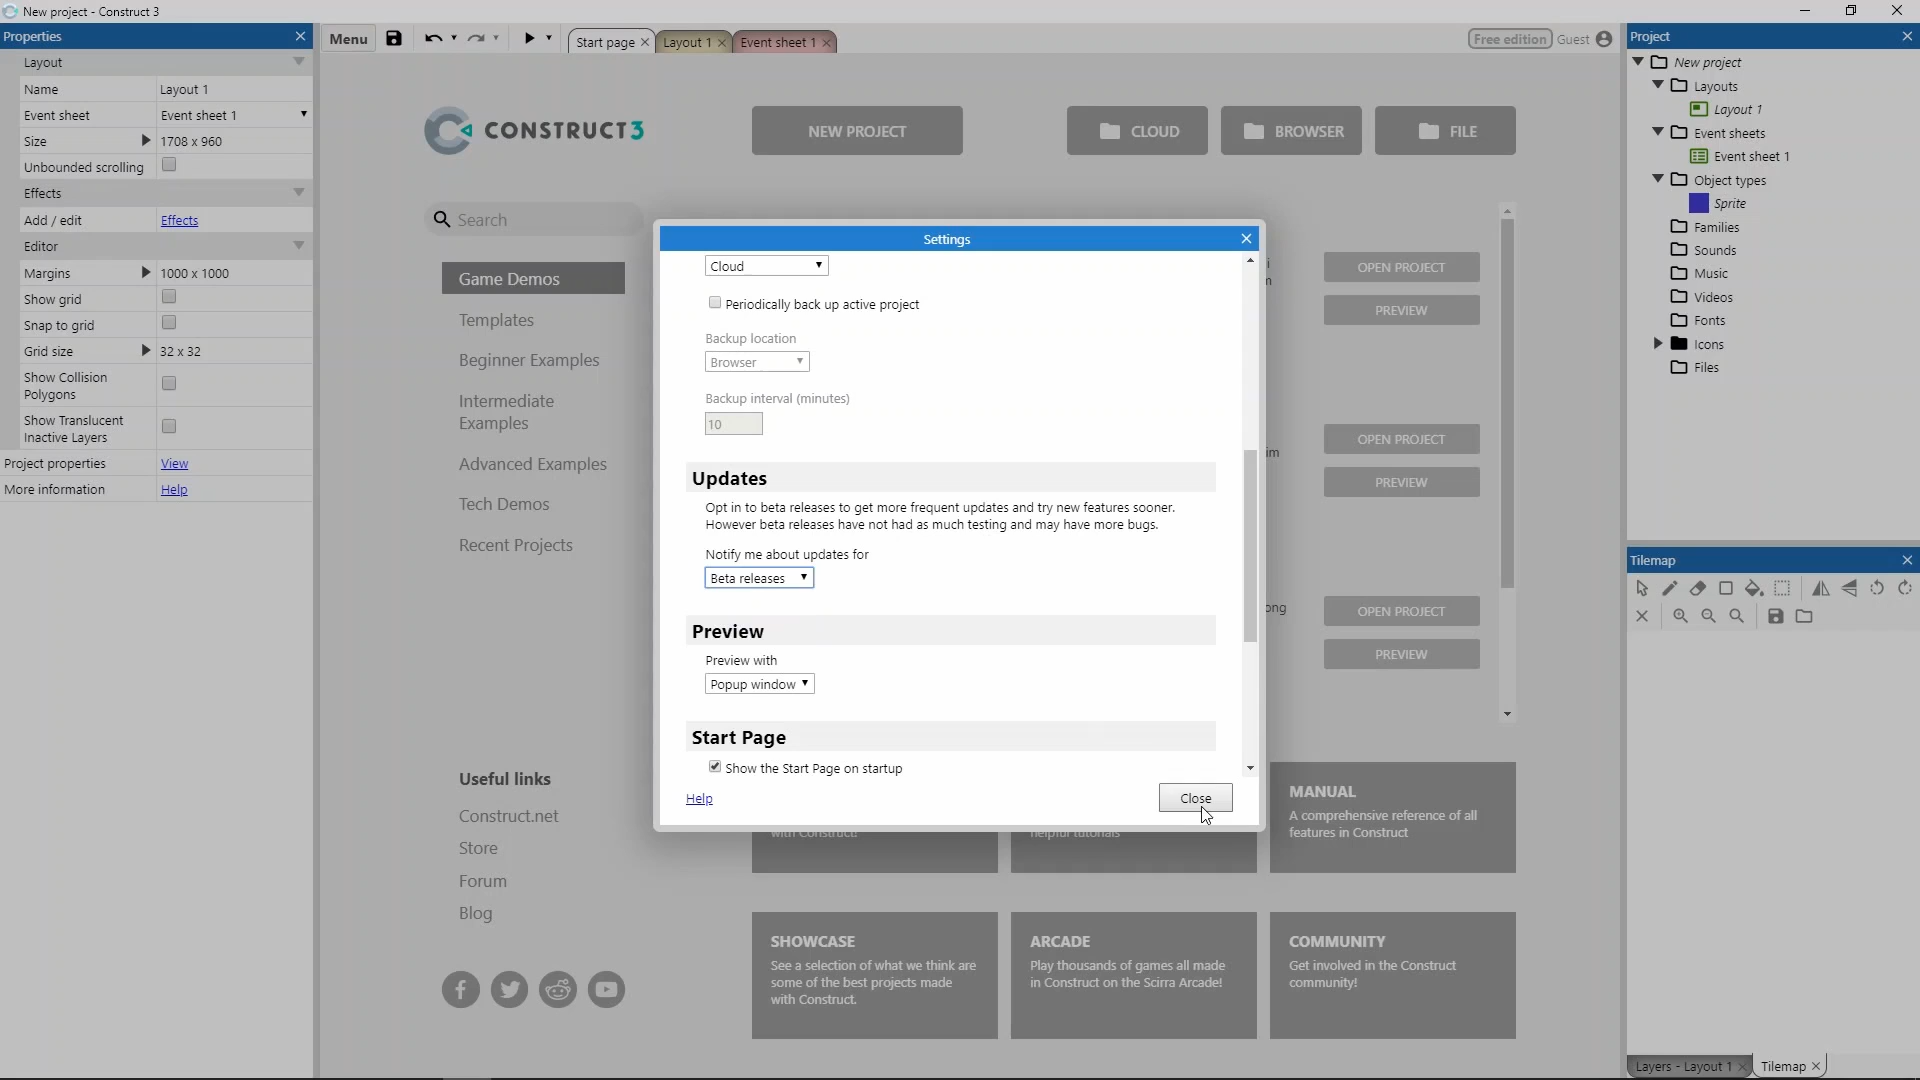 New project - Construct 3
Properties
Layout
Name Layout 1
Event sheet Event sheet 1
Size 1708 x 960
Unbounded scrolling
Effects
Add / edit Effects
Editor
Margins 1000 x 1000
Show grid
Snap to grid
Grid size 32 x 32
Show Collision
Polygons
Show Translucent
Inactive Layers
Project properties View
More information Help
Menu
Start page
Layout 1
Event sheet 1
Free edition Guest
CONSTRUCT3
NEW PROJECT
CLOUD
BROWSER
FILE
Search
Game Demos
Templates
Beginner Examples
Intermediate
Examples
Advanced Examples
Tech Demos
Recent Projects
Useful links
Construct.net
Store
Forum
Blog
Settings
Cloud
Periodically back up active project
Backup location
Browser
Backup interval (minutes)
10
Updates
Opt in to beta releases to get more frequent updates and try new features sooner.
However beta releases have not had as much testing and may have more bugs.
Notify me about updates for
Beta releases
Preview
Preview with
Popup window
Start Page
Show the Start Page on startup
Help
Close
OPEN PROJECT
PREVIEW
im
OPEN PROJECT
PREVIEW
ong
OPEN PROJECT
PREVIEW
with Construct!
helpful tutorials
MANUAL
A comprehensive reference of all
features in Construct
SHOWCASE
See a selection of what we think are
some of the best projects made
with Construct.
ARCADE
Play thousands of games all made
in Construct on the Scirra Arcade!
COMMUNITY
Get involved in the Construct
community!
Project
New project
Layouts
Layout 1
Event sheets
Event sheet 1
Object types
Sprite
Families
Sounds
Music
Videos
Fonts
Icons
Files
Tilemap
Layers - Layout 1
Tilemap